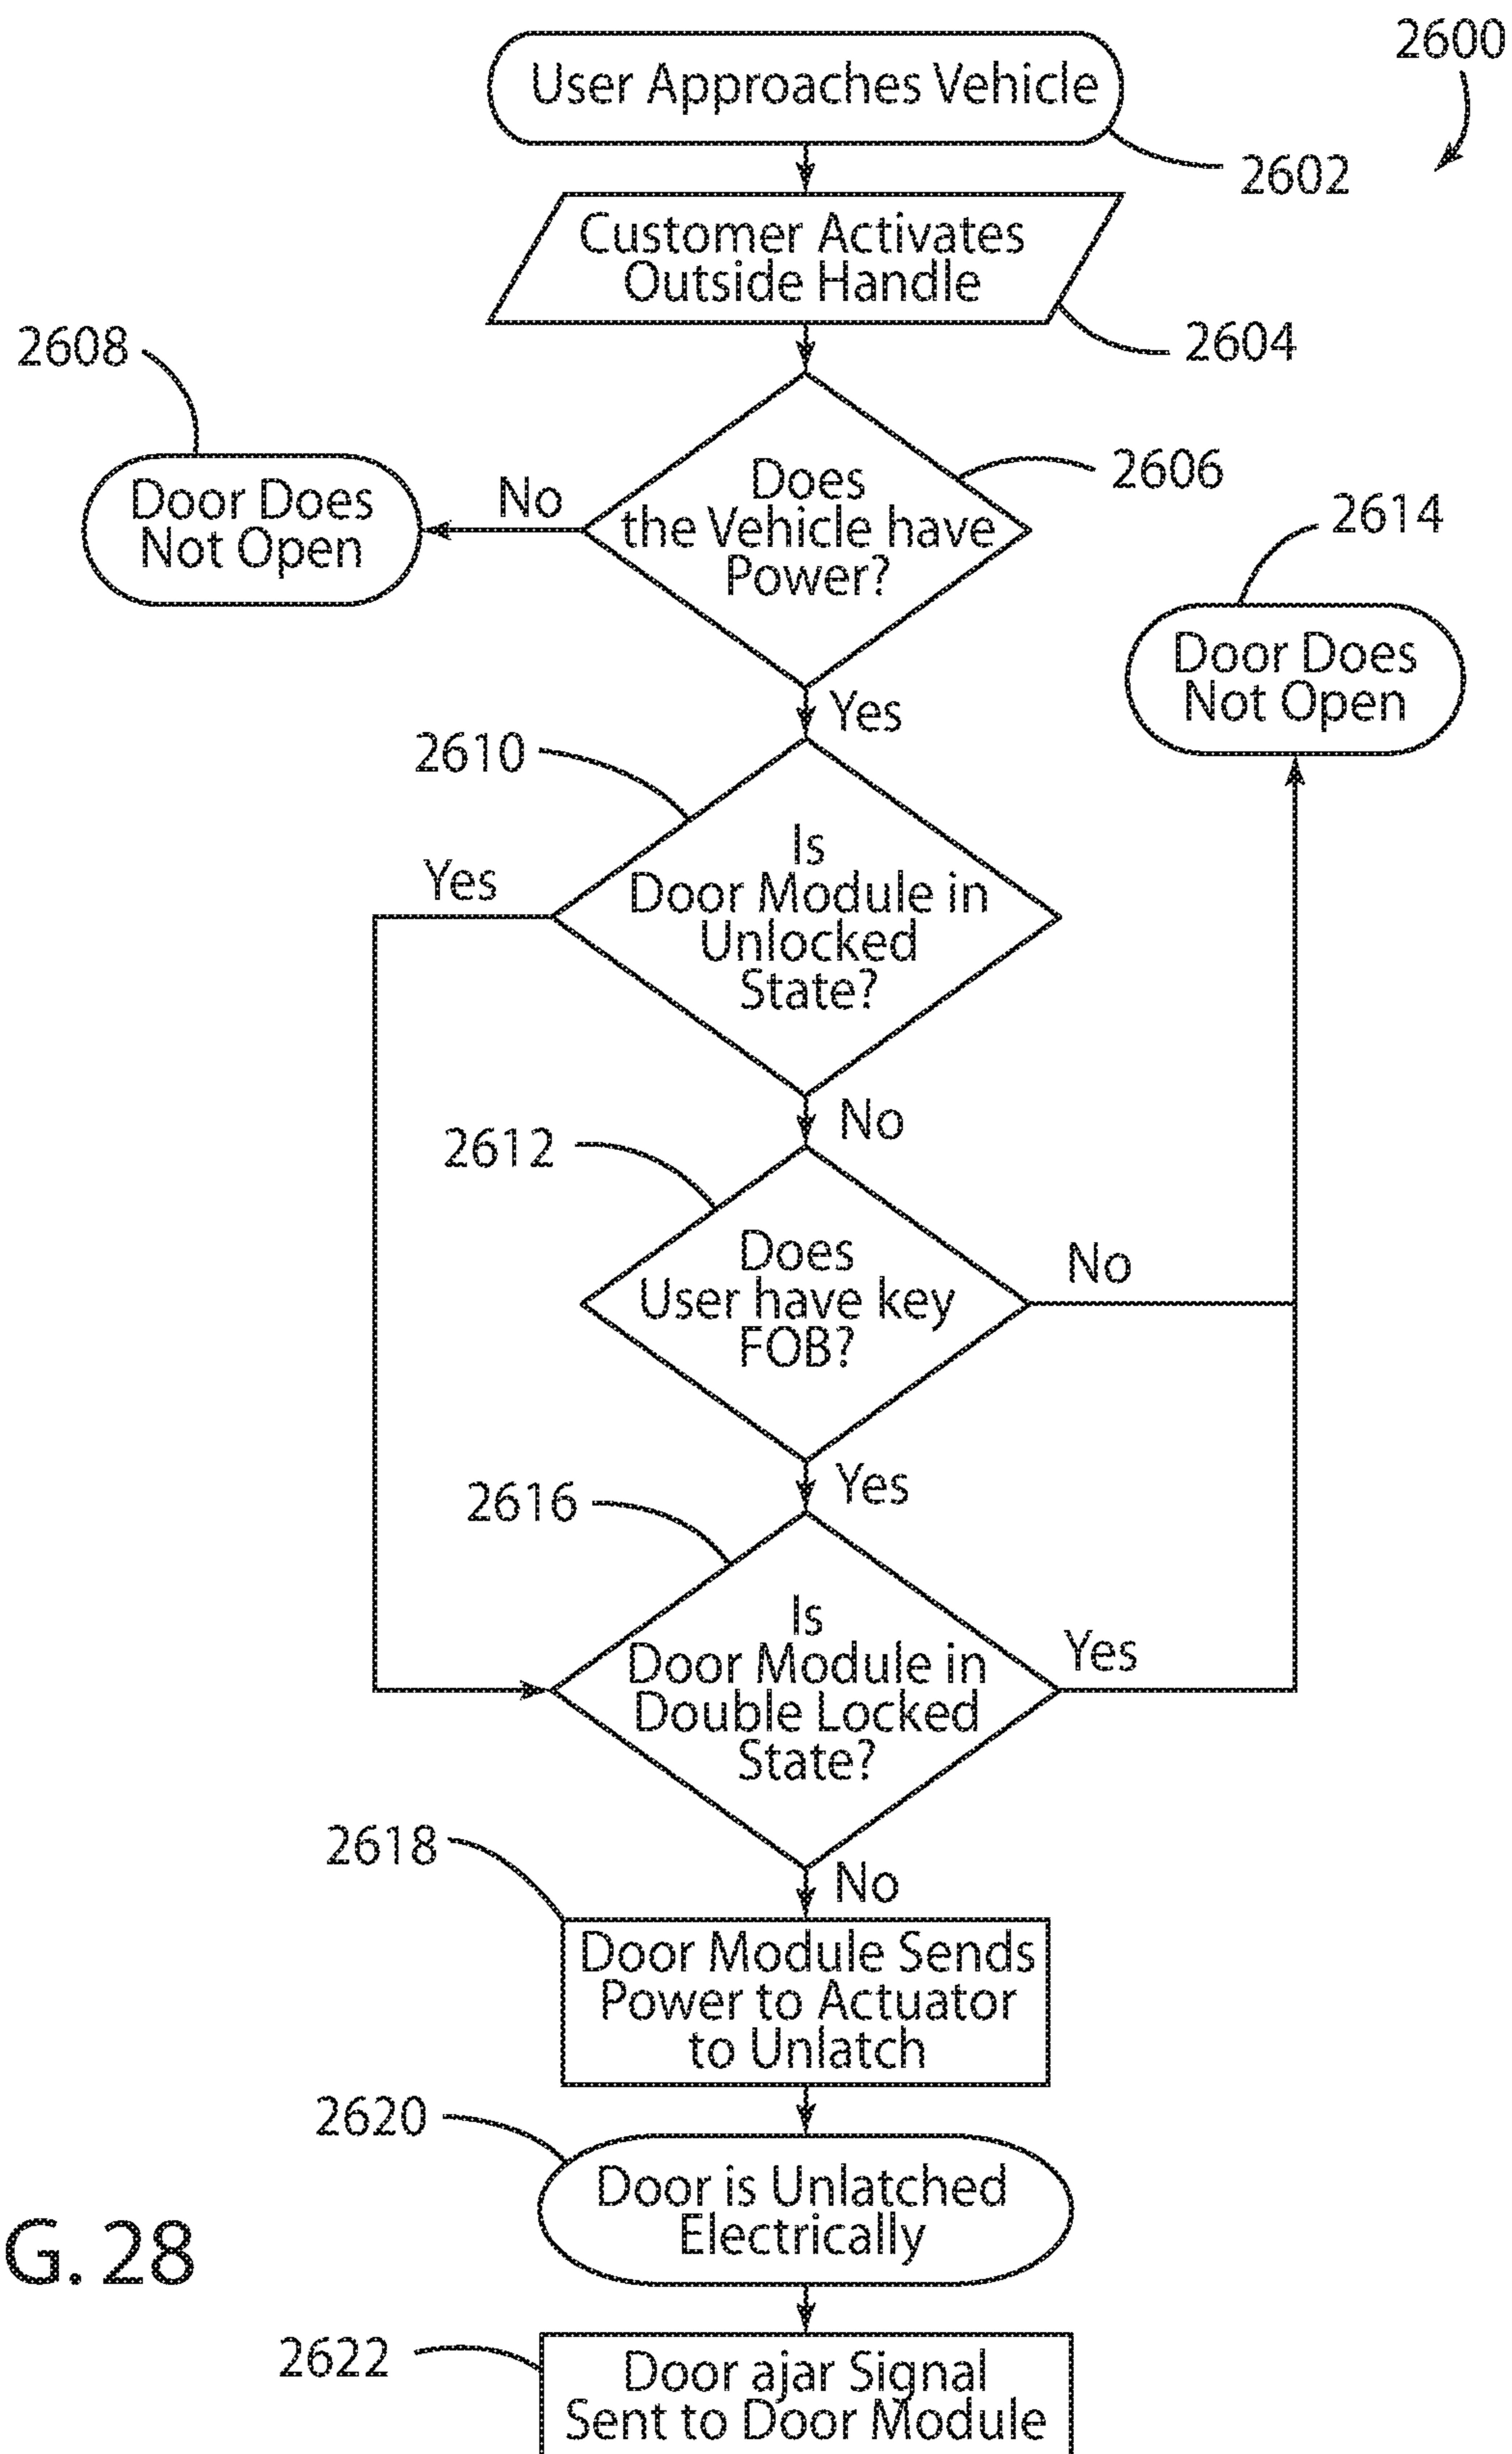 2600
User Approaches Vehicle
2602
Customer Activates
Outside Handle
2604
2608
Door Does
Not Open
No
Does
the Vehicle have
Power?
2606
2614
Door Does
Not Open
Yes
2610
Is
Door Module in
Unlocked
State?
Yes
No
2612
Does
User have key
FOB?
No
Yes
2616
Is
Door Module in
Double Locked
State?
Yes
No
2618
Door Module Sends
Power to Actuator
to Unlatch
2620
Door is Unlatched
Electrically
G. 28
2622
Door ajar Signal
Sent to Door Module